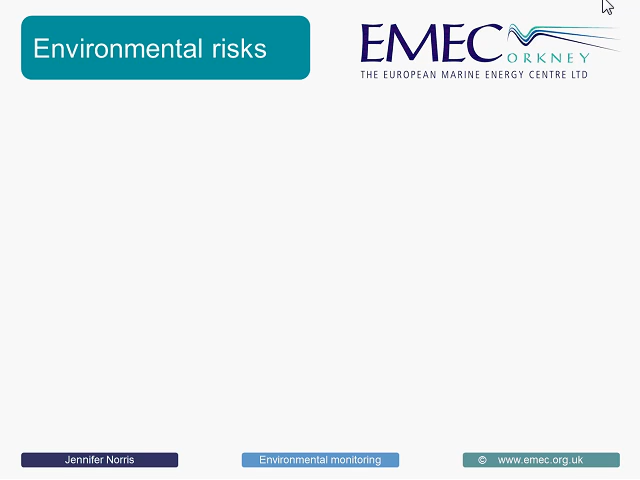 Environmental risks
EMEC
ORKNEY
THE EUROPEAN MARINE ENERGY CENTRE LTD
Jennifer Norris
Environmental monitoring
© www.emec.org.uk